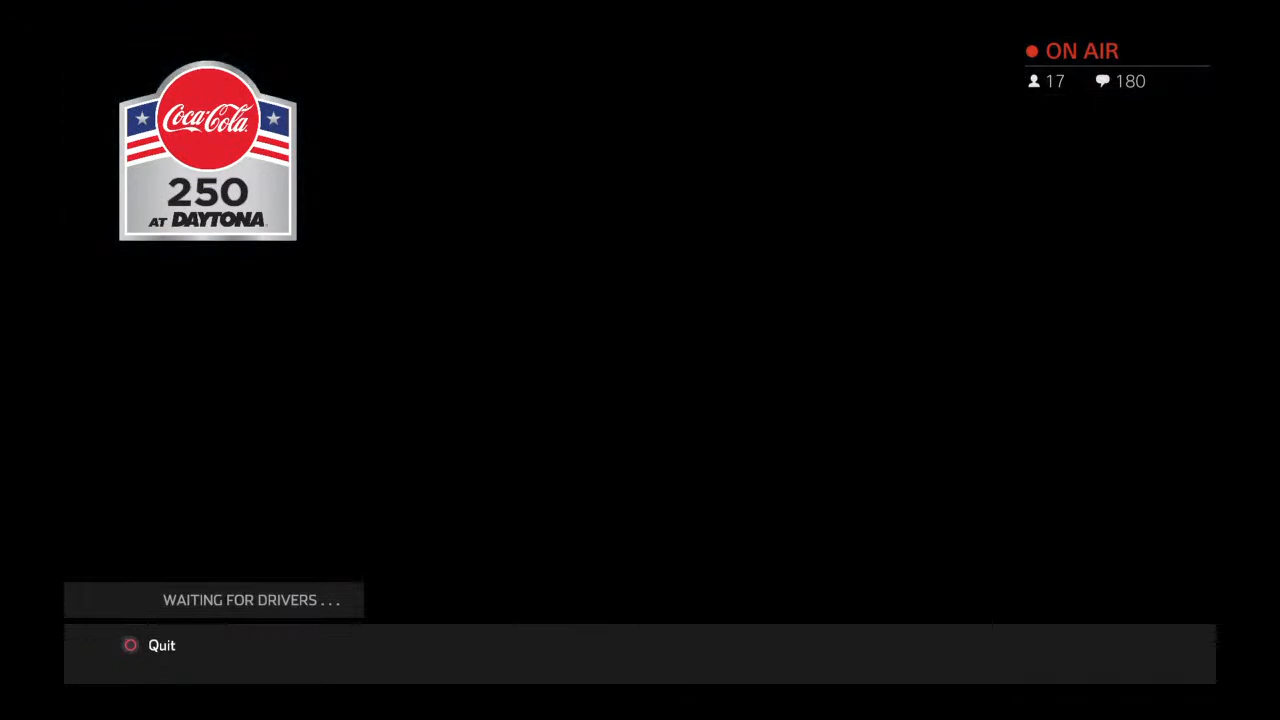 ON AIR
17 180
Coca-Cola
250
AT DAYTONA
WAITING FOR DRIVERS . . .
Quit